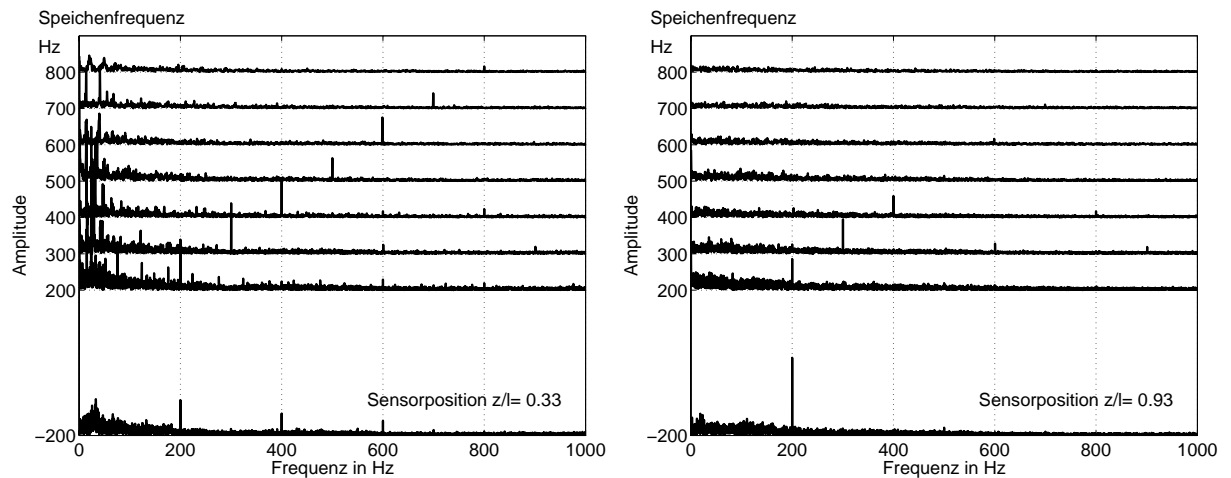 Speichenfrequenz
Hz
800
700
600
500
400
300
200
−200
Amplitude
Sensorposition z/l= 0.33
0 200 400 600 800 1000
Frequenz in Hz
Speichenfrequenz
Hz
800
700
600
500
400
300
200
−200
Amplitude
Sensorposition z/l= 0.93
0 200 400 600 800 1000
Frequenz in Hz